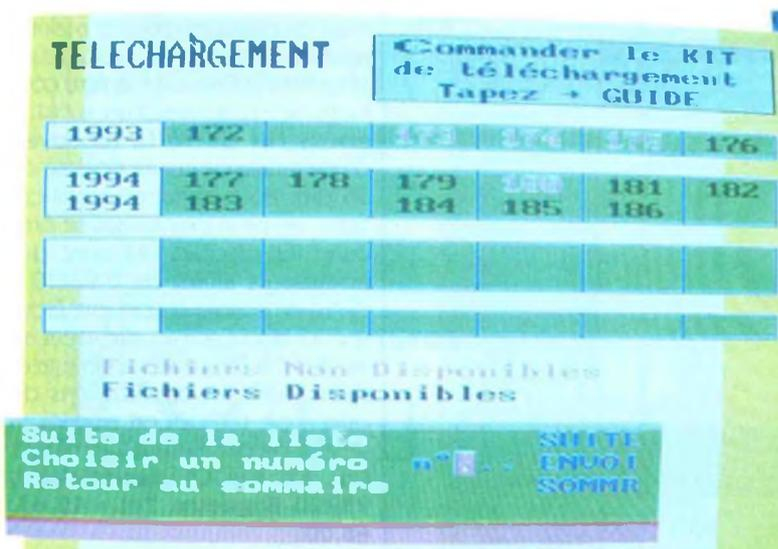 TELECHARGEMENT
Commander le KIT
de téléchargement
Tapez → GUIDE
1993 172 173 174 175 176
1994 177 178 179 180 181 182
1994 183 184 185 186
Fichiers Non Disponibles
Fichiers Disponibles
Suite de la liste SUITE
Choisir un numéro n° .. ENVOI
Retour au sommaire SOMMR